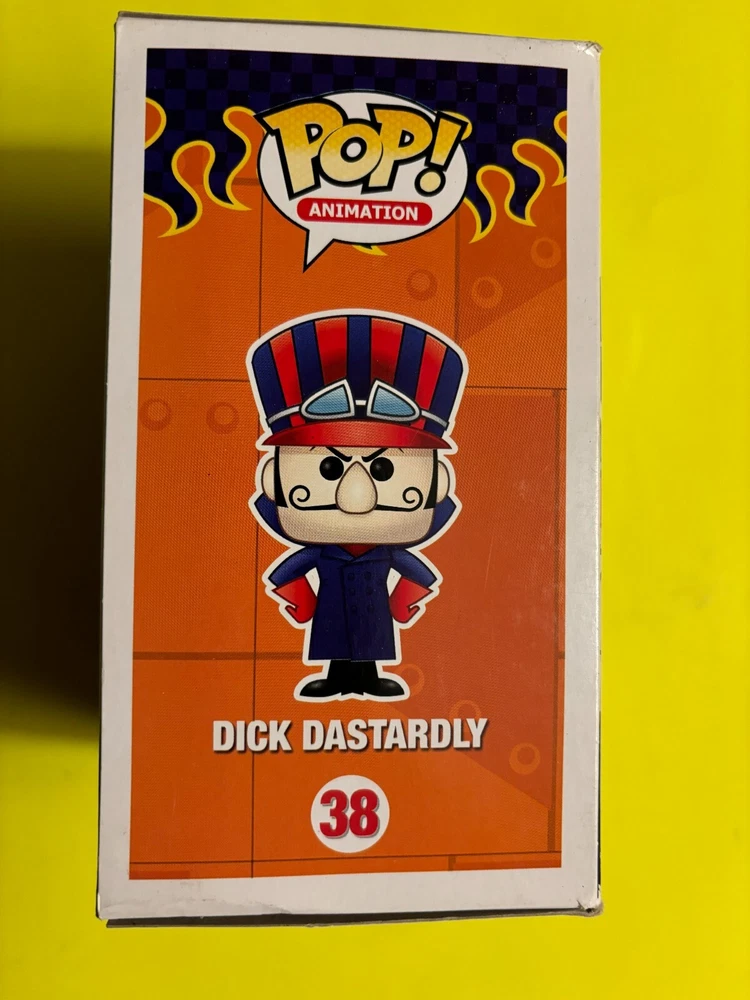 POP!
ANIMATION
DICK DASTARDLY
38